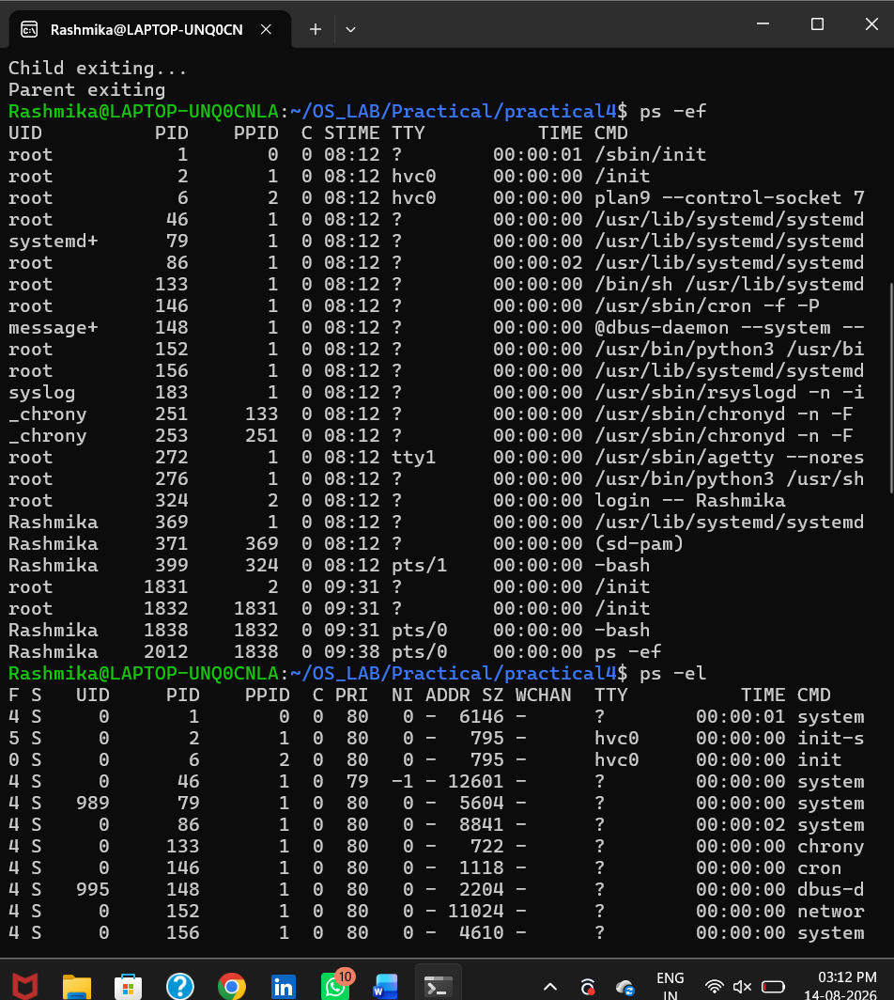 Rashmika@LAPTOP-UNQ0CN
Child exiting...
Parent exiting
Rashmika@LAPTOP-UNQ0CNLA:~/OS_LAB/Practical/practical4$ ps -ef
UID PID PPID C STIME TTY TIME CMD
root 1 0 0 08:12 ? 00:00:01 /sbin/init
root 2 1 0 08:12 hvc0 00:00:00 /init
root 6 2 0 08:12 hvc0 00:00:00 plan9 --control-socket 7
root 46 1 0 08:12 ? 00:00:00 /usr/lib/systemd/systemd
systemd+ 79 1 0 08:12 ? 00:00:00 /usr/lib/systemd/systemd
root 86 1 0 08:12 ? 00:00:02 /usr/lib/systemd/systemd
root 133 1 0 08:12 ? 00:00:00 /bin/sh /usr/lib/systemd
root 146 1 0 08:12 ? 00:00:00 /usr/sbin/cron -f -P
message+ 148 1 0 08:12 ? 00:00:00 @dbus-daemon --system --
root 152 1 0 08:12 ? 00:00:00 /usr/bin/python3 /usr/bi
root 156 1 0 08:12 ? 00:00:00 /usr/lib/systemd/systemd
syslog 183 1 0 08:12 ? 00:00:00 /usr/sbin/rsyslogd -n -i
_chrony 251 133 0 08:12 ? 00:00:00 /usr/sbin/chronyd -n -F
_chrony 253 251 0 08:12 ? 00:00:00 /usr/sbin/chronyd -n -F
root 272 1 0 08:12 tty1 00:00:00 /usr/sbin/agetty --nores
root 276 1 0 08:12 ? 00:00:00 /usr/bin/python3 /usr/sh
root 324 2 0 08:12 ? 00:00:00 login -- Rashmika
Rashmika 369 1 0 08:12 ? 00:00:00 /usr/lib/systemd/systemd
Rashmika 371 369 0 08:12 ? 00:00:00 (sd-pam)
Rashmika 399 324 0 08:12 pts/1 00:00:00 -bash
root 1831 2 0 09:31 ? 00:00:00 /init
root 1832 1831 0 09:31 ? 00:00:00 /init
Rashmika 1838 1832 0 09:31 pts/0 00:00:00 -bash
Rashmika 2012 1838 0 09:38 pts/0 00:00:00 ps -ef
Rashmika@LAPTOP-UNQ0CNLA:~/OS_LAB/Practical/practical4$ ps -el
F S UID PID PPID C PRI NI ADDR SZ WCHAN TTY TIME CMD
4 S 0 1 0 0 80 0 - 6146 - ? 00:00:01 system
5 S 0 2 1 0 80 0 - 795 - hvc0 00:00:00 init-s
0 S 0 6 2 0 80 0 - 795 - hvc0 00:00:00 init
4 S 0 46 1 0 79 -1 - 12601 - ? 00:00:00 system
4 S 989 79 1 0 80 0 - 5604 - ? 00:00:00 system
4 S 0 86 1 0 80 0 - 8841 - ? 00:00:02 system
4 S 0 133 1 0 80 0 - 722 - ? 00:00:00 chrony
4 S 0 146 1 0 80 0 - 1118 - ? 00:00:00 cron
4 S 995 148 1 0 80 0 - 2204 - ? 00:00:00 dbus-d
4 S 0 152 1 0 80 0 - 11024 - ? 00:00:00 networ
4 S 0 156 1 0 80 0 - 4610 - ? 00:00:00 system
10
ENG
IN
03:12 PM
14-08-2026